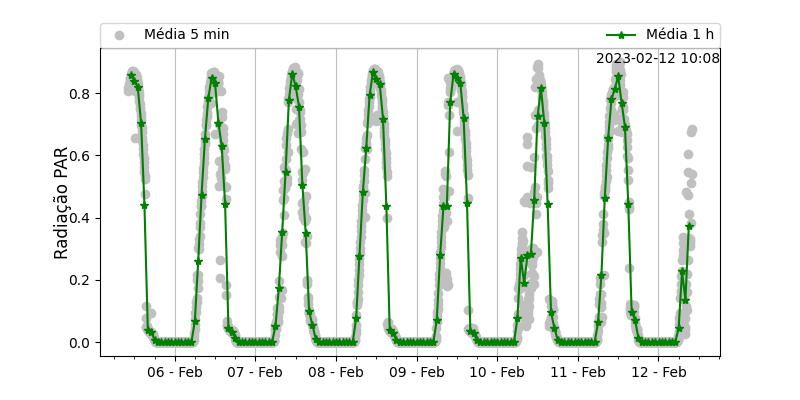 Média 5 min
Média 1 h
2023-02-12 10:08
Radiação PAR
0.8
0.6
0.4
0.2
0.0
06 - Feb
07 - Feb
08 - Feb
09 - Feb
10 - Feb
11 - Feb
12 - Feb